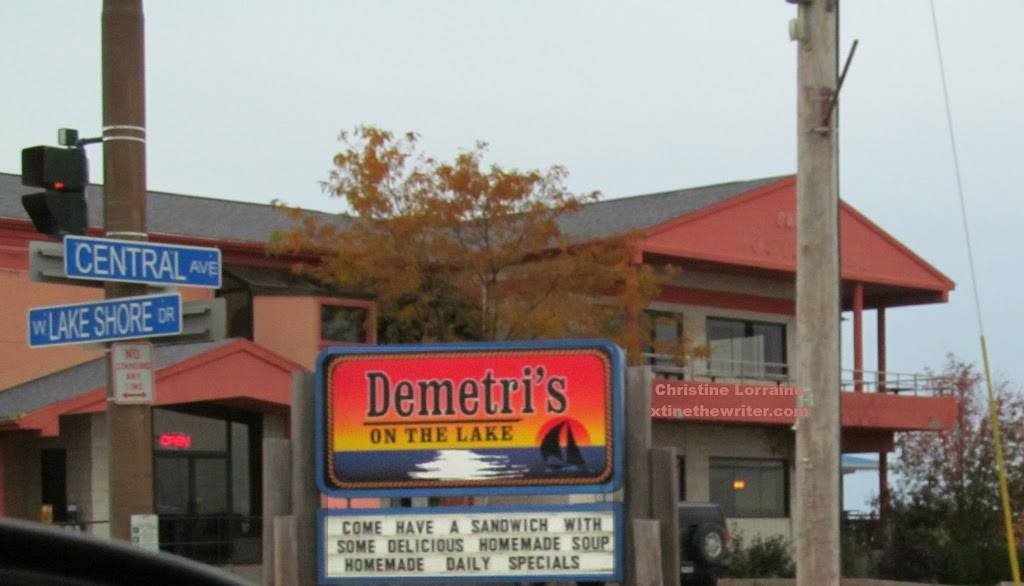 CENTRAL AVE
W LAKE SHORE DR
NO
STANDING
ANY
TIME
OPEN
Demetri's
ON THE LAKE
Christine Lorraine
xtinethewriter.com
COME HAVE A SANDWICH WITH
SOME DELICIOUS HOMEMADE SOUP
HOMEMADE DAILY SPECIALS